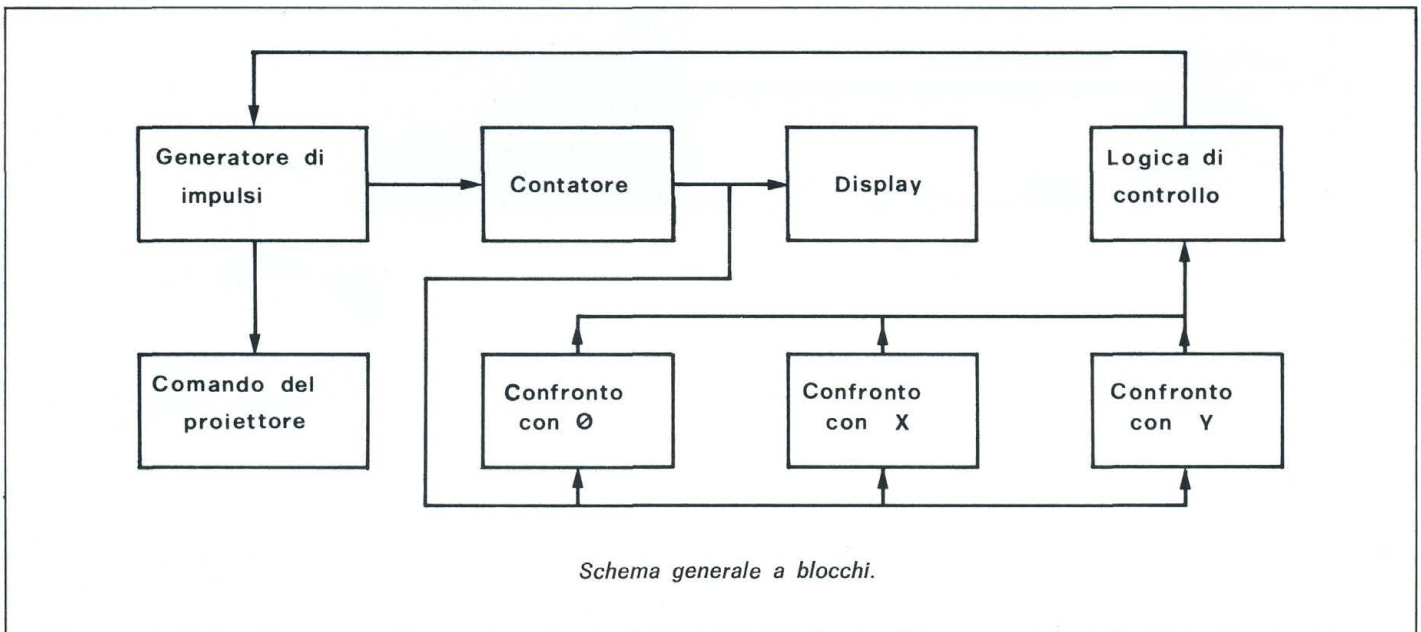 Generatore di
impulsi
Contatore
Display
Logica di
controllo
Comando del
proiettore
Confronto
con Ø
Confronto
con X
Confronto
con Y
Schema generale a blocchi.